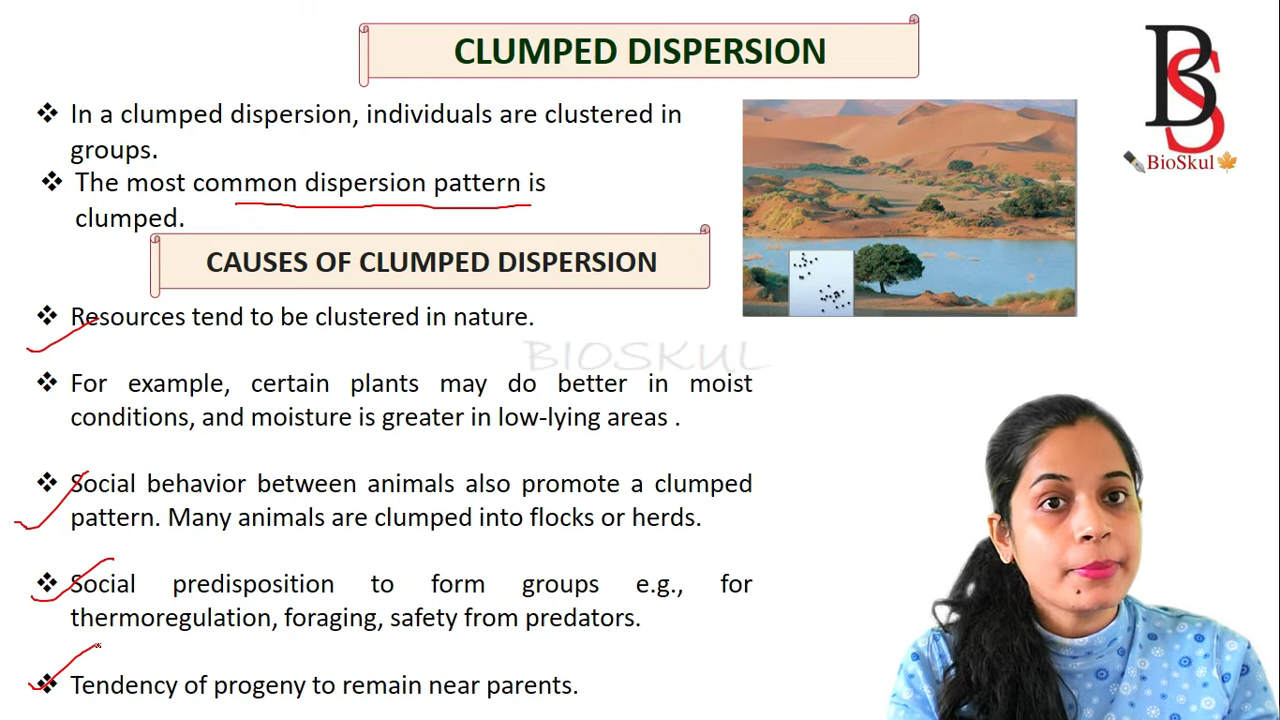 CLUMPED DISPERSION
❖ In a clumped dispersion, individuals are clustered in
groups.
❖ The most common dispersion pattern is
clumped.
CAUSES OF CLUMPED DISPERSION
❖ Resources tend to be clustered in nature.
❖ For example, certain plants may do better in moist
conditions, and moisture is greater in low-lying areas .
❖ Social behavior between animals also promote a clumped
pattern. Many animals are clumped into flocks or herds.
❖ Social predisposition to form groups e.g., for
thermoregulation, foraging, safety from predators.
❖ Tendency of progeny to remain near parents.
BS
BioSkul
BIOSKUL